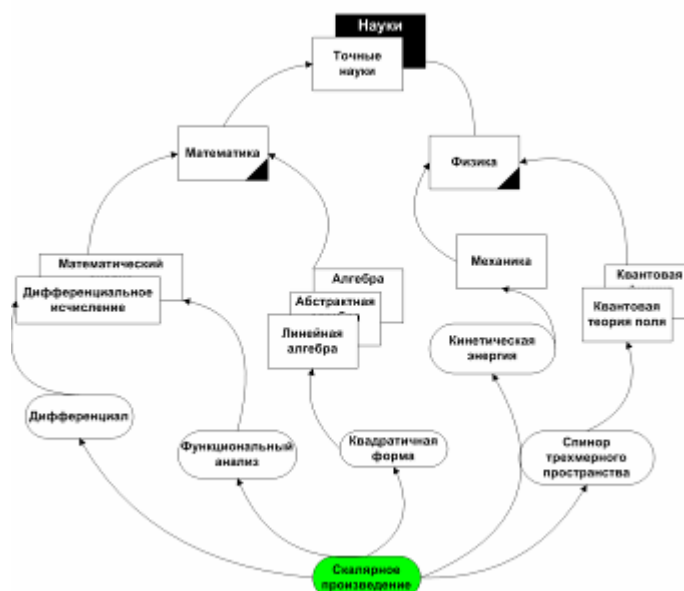 Науки
Точные
науки
Математика
Физика
Математический
Дифференциальное
исчисление
Алгебра
Абстрактная
Линейная
алгебра
Механика
Квантовая
Квантовая
теория поля
Кинетическая
энергия
Дифференциал
Функциональный
анализ
Квадратичная
форма
Спинор
трехмерного
пространства
Скалярное
произведение